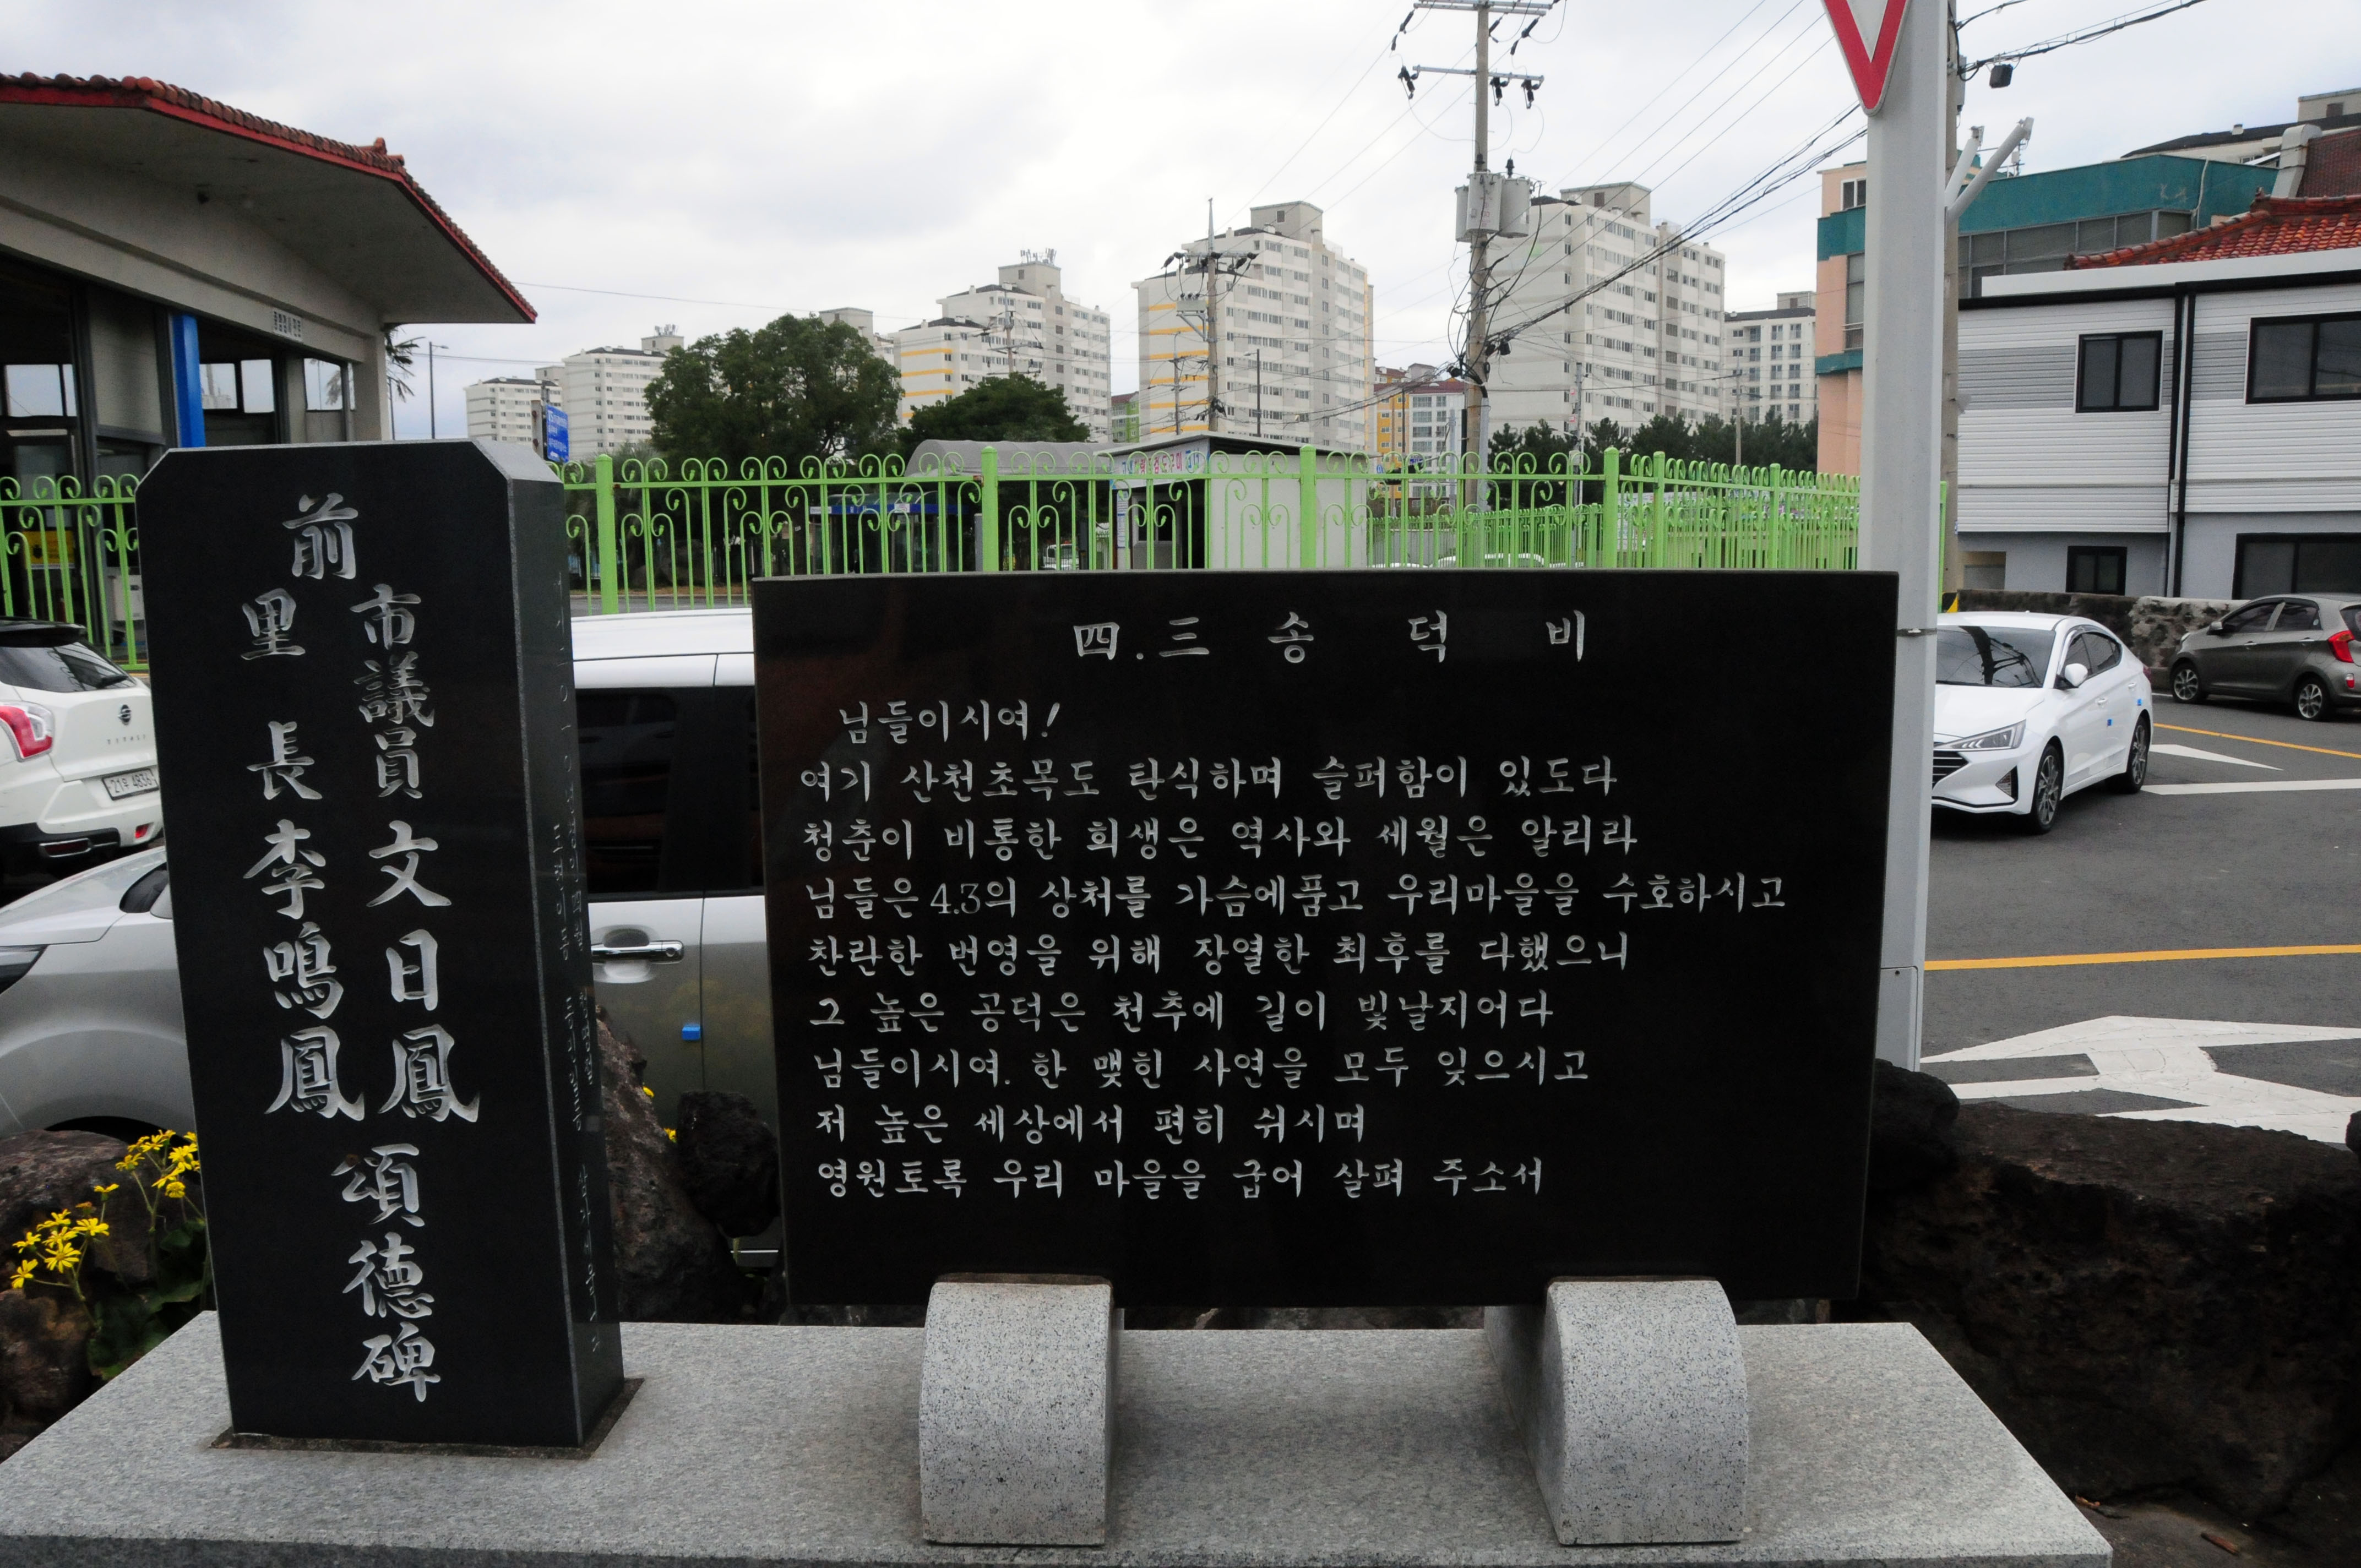 前
市議員 文日鳳
里長 李鳴鳳
頌德碑
四.三 송덕비
님들이시여!
여기 산천초목도 탄식하며 슬퍼함이 있도다
청춘이 비통한 희생은 역사와 세월은 알리라
님들은 4.3의 상처를 가슴에품고 우리마을을 수호하시고
찬란한 번영을 위해 장열한 최후를 다했으니
그 높은 공덕은 천추에 길이 빛날지어다
님들이시여. 한 맺힌 사연을 모두 잊으시고
저 높은 세상에서 편히 쉬시며
영원토록 우리 마을을 굽어 살펴 주소서